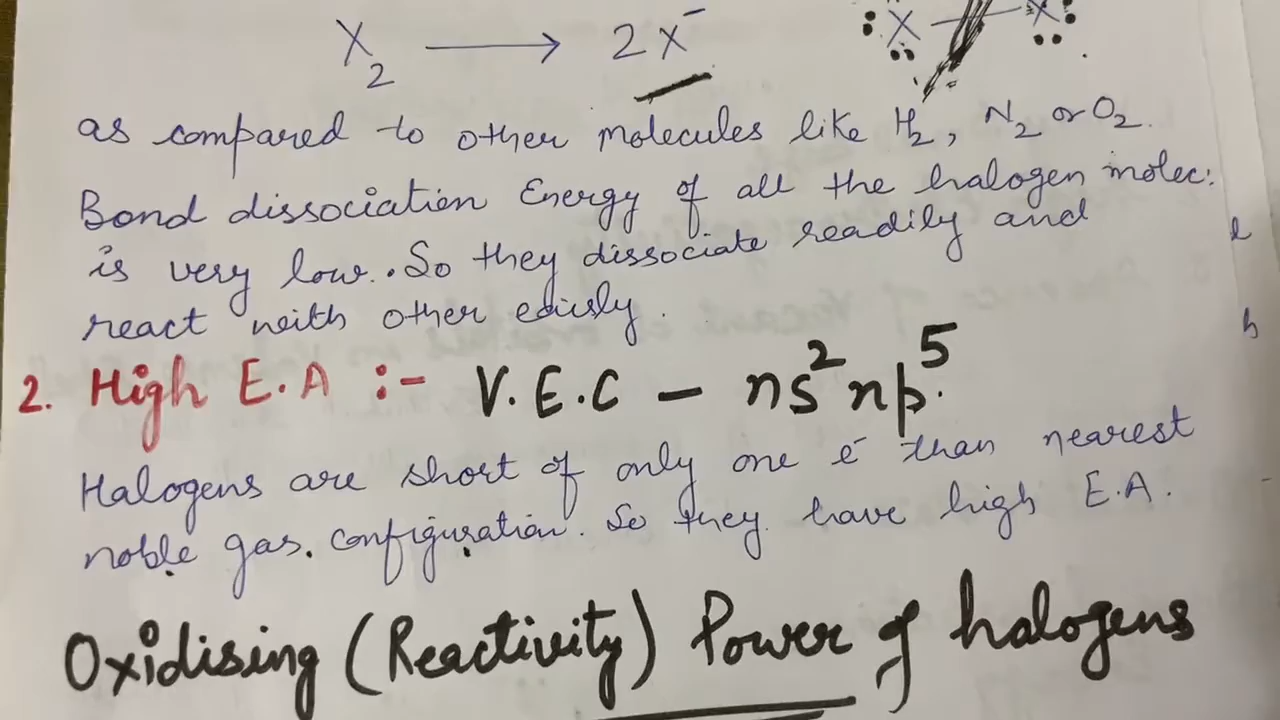 X₂ → 2X⁻ :X — X:
as compared to other molecules like H₂, N₂ or O₂.
Bond dissociation Energy of all the halogen molec:
is very low. So they dissociate readily and
react with other eaisly.
2. High E.A :- V.E.C - ns²np⁵.
Halogens are short of only one e⁻ than nearest
noble gas. configuration. So they have high E.A.
Oxidising (Reactivity) Power of halogens